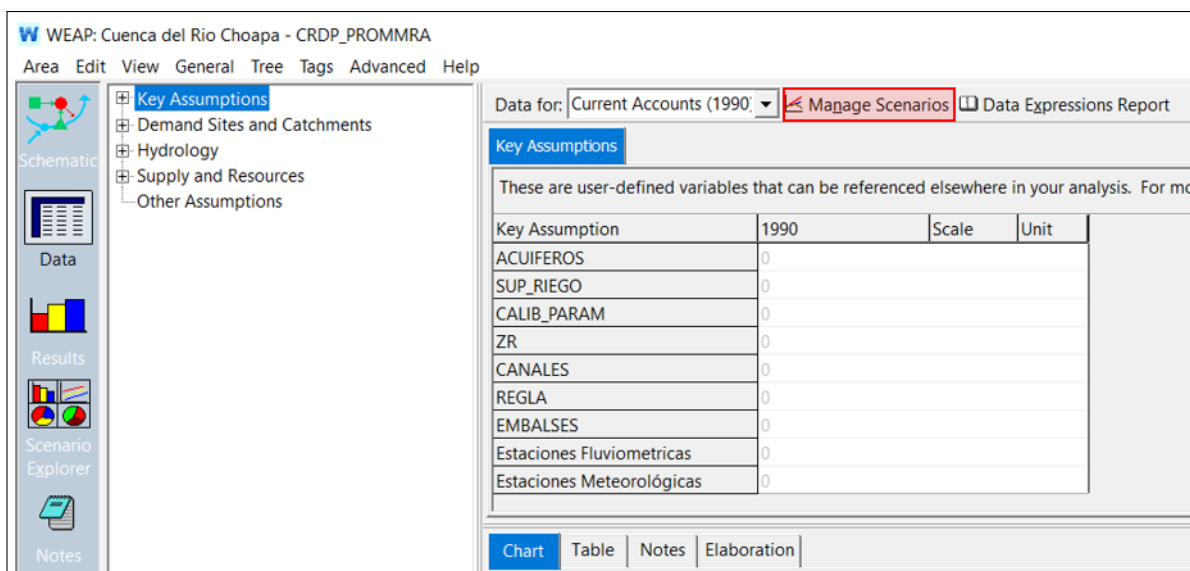 WEAP: Cuenca del Rio Choapa - CRDP_PROMMRA
Area Edit View General Tree Tags Advanced Help
Schematic
Data
Results
Scenario
Explorer
Notes
Key Assumptions
Demand Sites and Catchments
Hydrology
Supply and Resources
Other Assumptions
Data for: Current Accounts (1990) Manage Scenarios Data Expressions Report
Key Assumptions
These are user-defined variables that can be referenced elsewhere in your analysis. For mo
Key Assumption 1990 Scale Unit
ACUIFEROS 0
SUP_RIEGO 0
CALIB_PARAM 0
ZR 0
CANALES 0
REGLA 0
EMBALSES 0
Estaciones Fluviometricas 0
Estaciones Meteorológicas 0
Chart Table Notes Elaboration